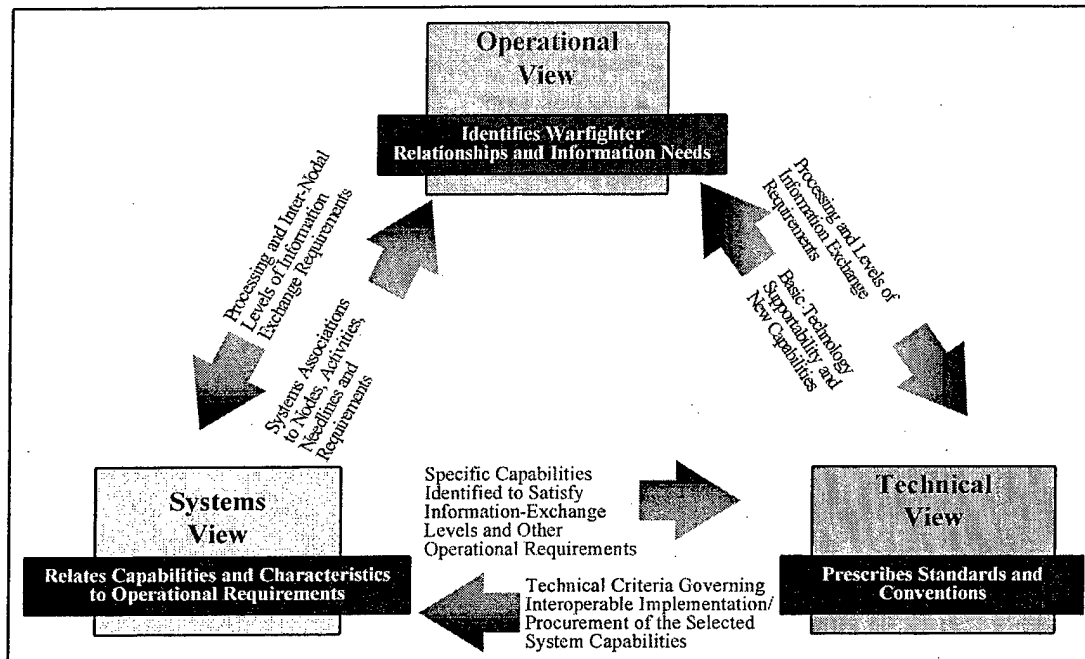 Operational
View
Identifies Warfighter
Relationships and Information Needs
Processing and Inter-Nodal
Levels of Information
Exchange Requirements
Systems Associations
to Nodes, Activities,
Needlines and
Requirements
Processing and Levels of
Information Exchange
Requirements
Basic-Technology
Supportability and
New Capabilities
Systems
View
Relates Capabilities and Characteristics
to Operational Requirements
Specific Capabilities
Identified to Satisfy
Information-Exchange
Levels and Other
Operational Requirements
Technical Criteria Governing
Interoperable Implementation/
Procurement of the Selected
System Capabilities
Technical
View
Prescribes Standards and
Conventions